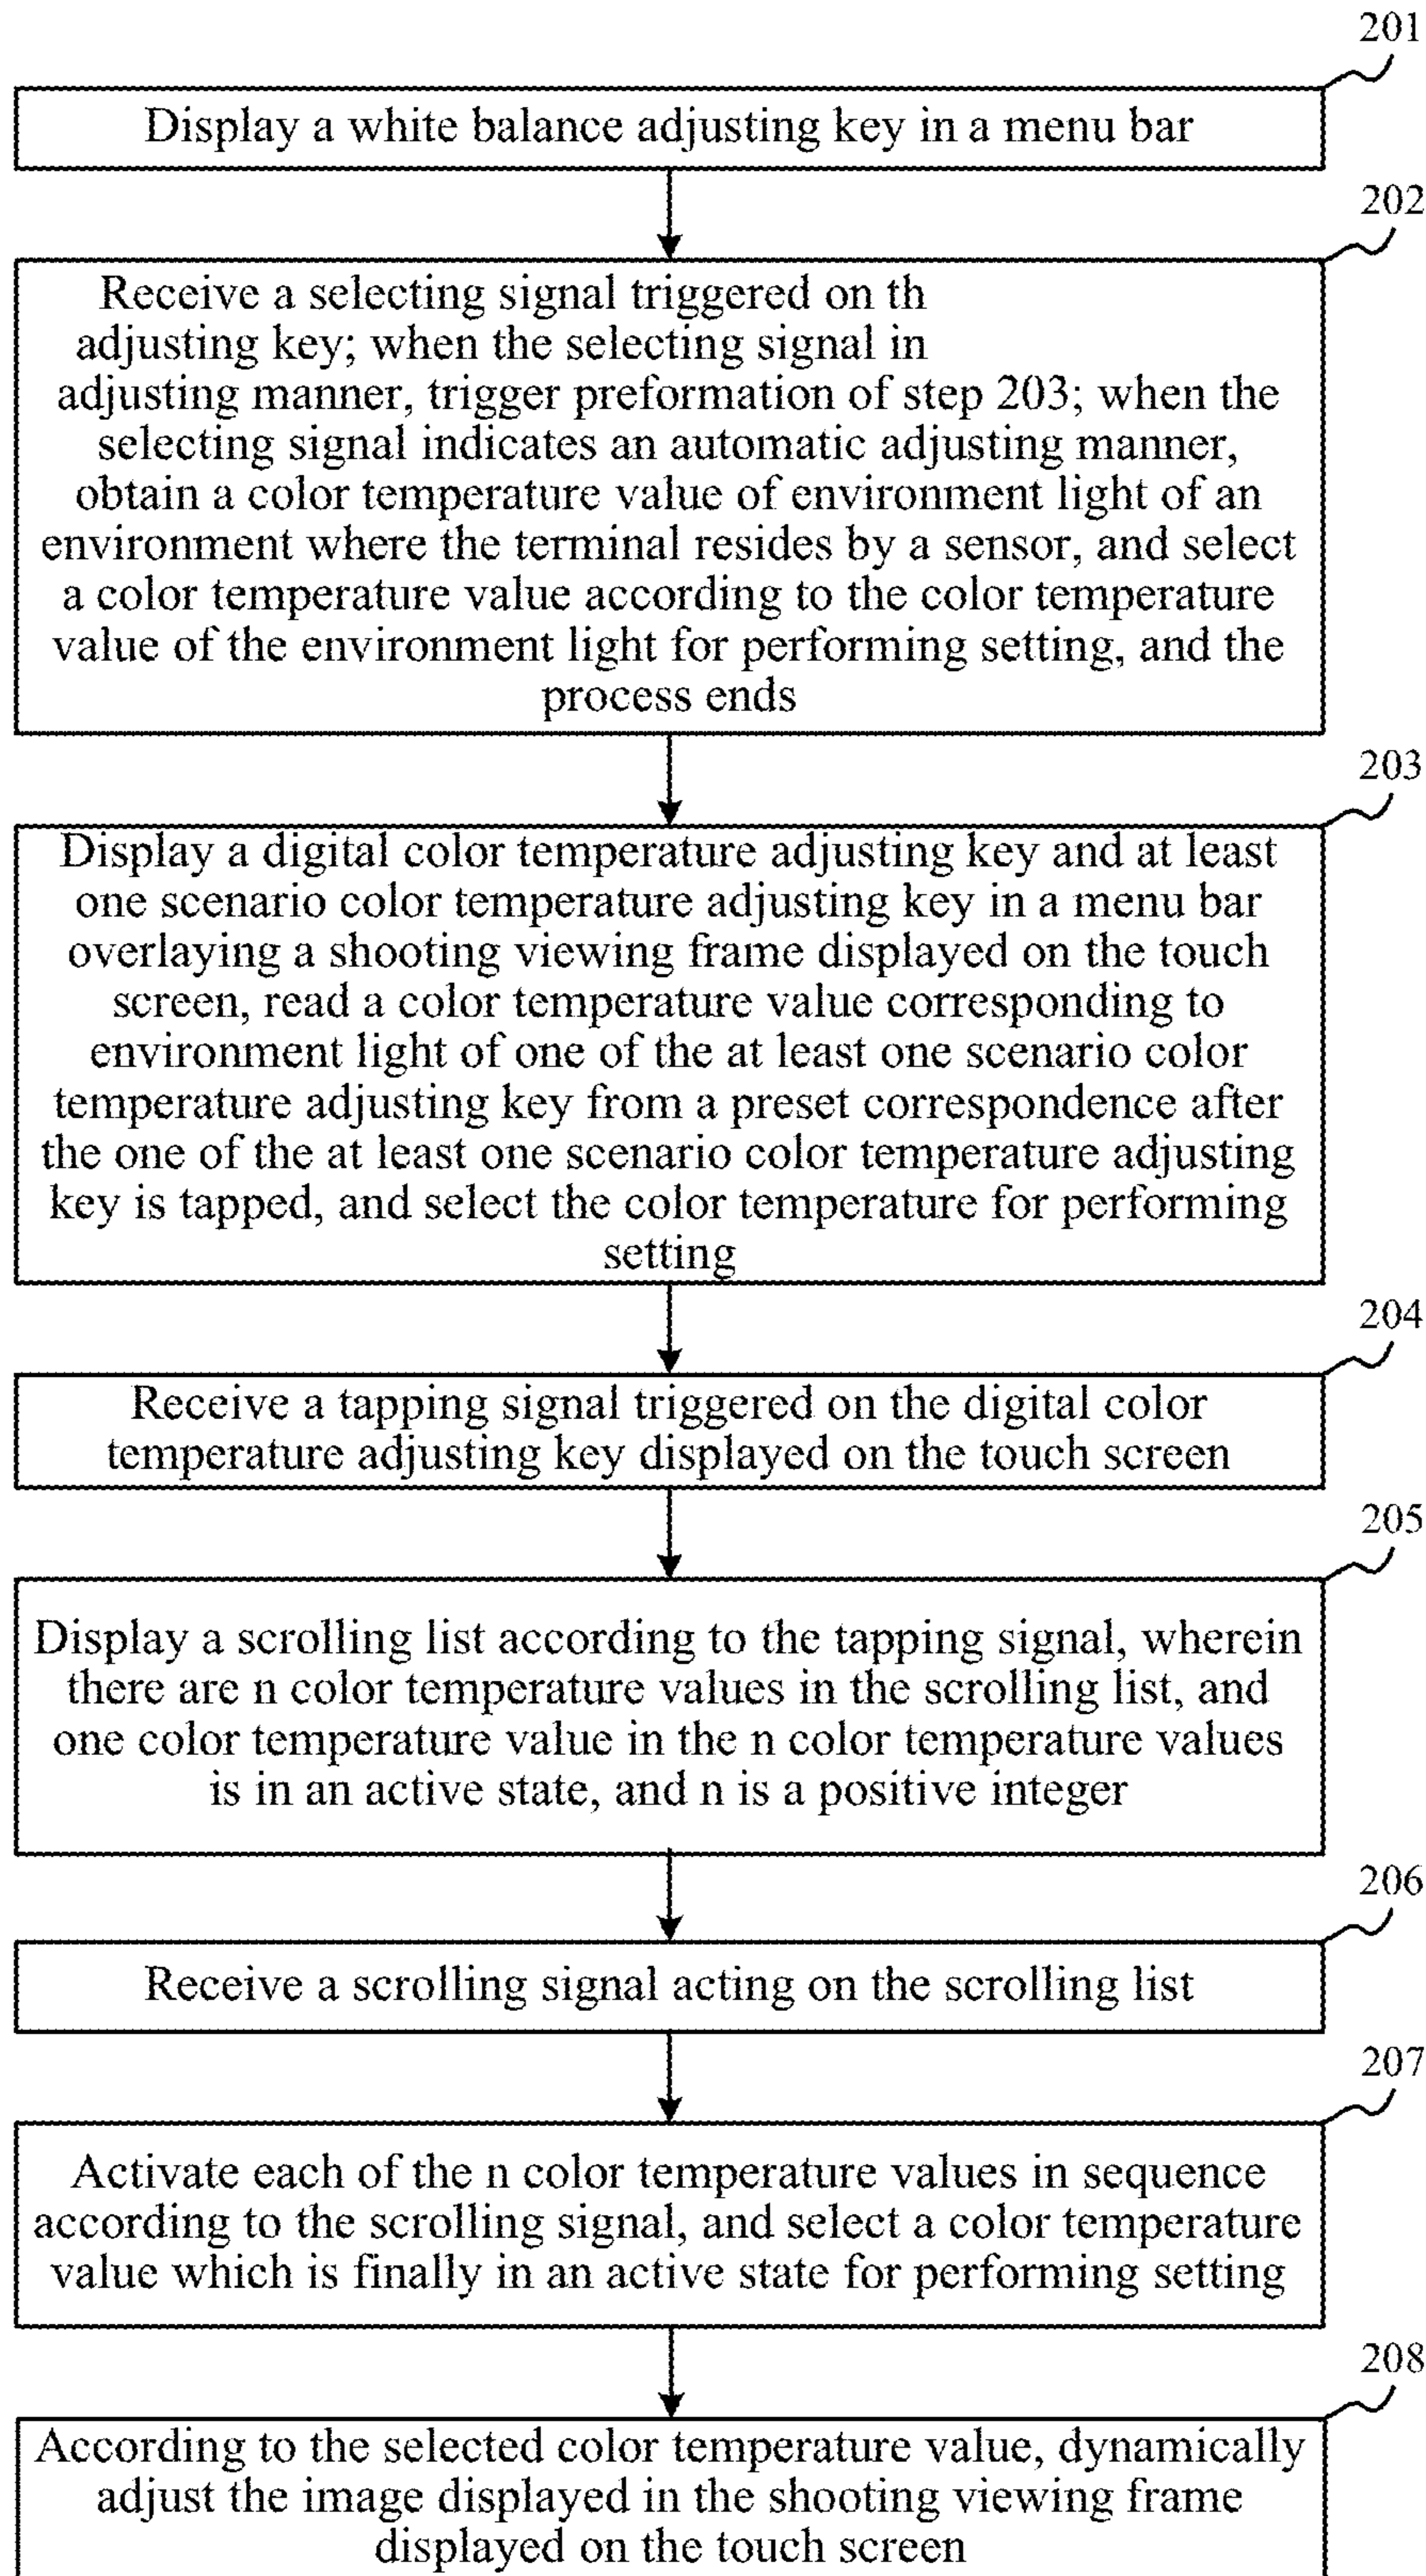 201
Display a white balance adjusting key in a menu bar
202
Receive a selecting signal triggered on th
adjusting key; when the selecting signal in
adjusting manner, trigger preformation of step 203; when the
selecting signal indicates an automatic adjusting manner,
obtain a color temperature value of environment light of an
environment where the terminal resides by a sensor, and select
a color temperature value according to the color temperature
value of the environment light for performing setting, and the
process ends
203
Display a digital color temperature adjusting key and at least
one scenario color temperature adjusting key in a menu bar
overlaying a shooting viewing frame displayed on the touch
screen, read a color temperature value corresponding to
environment light of one of the at least one scenario color
temperature adjusting key from a preset correspondence after
the one of the at least one scenario color temperature adjusting
key is tapped, and select the color temperature for performing
setting
204
Receive a tapping signal triggered on the digital color
temperature adjusting key displayed on the touch screen
205
Display a scrolling list according to the tapping signal, wherein
there are n color temperature values in the scrolling list, and
one color temperature value in the n color temperature values
is in an active state, and n is a positive integer
206
Receive a scrolling signal acting on the scrolling list
207
Activate each of the n color temperature values in sequence
according to the scrolling signal, and select a color temperature
value which is finally in an active state for performing setting
208
According to the selected color temperature value, dynamically
adjust the image displayed in the shooting viewing frame
displayed on the touch screen